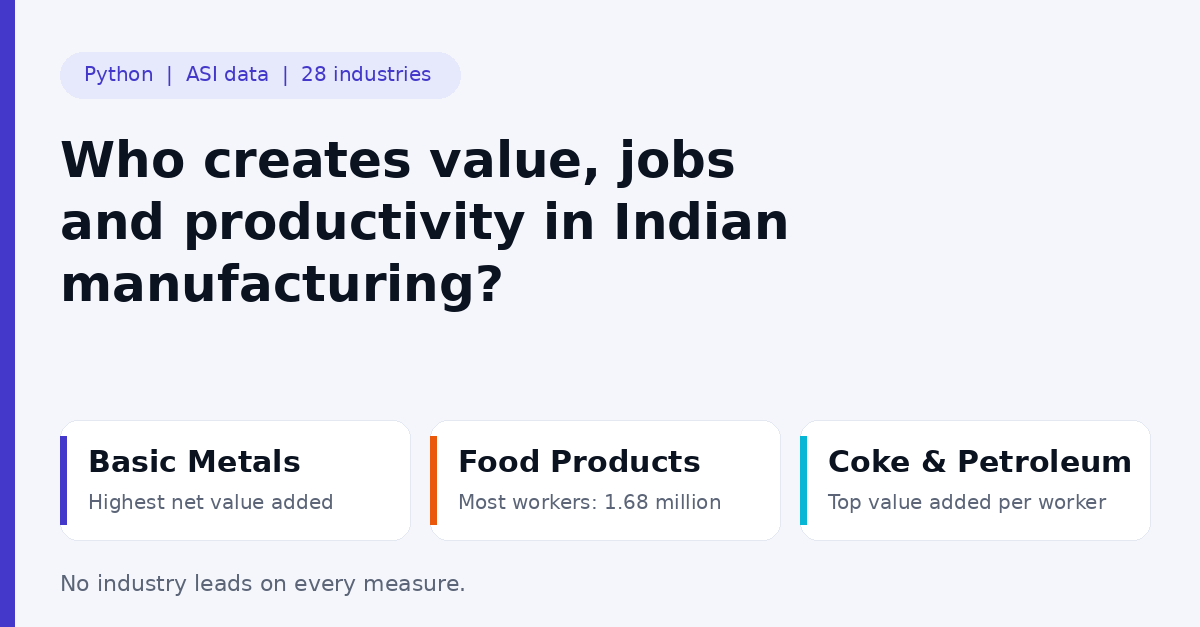 Python | ASI data | 28 industries
Who creates value, jobs
and productivity in Indian
manufacturing?
Basic Metals
Highest net value added
Food Products
Most workers: 1.68 million
Coke & Petroleum
Top value added per worker
No industry leads on every measure.